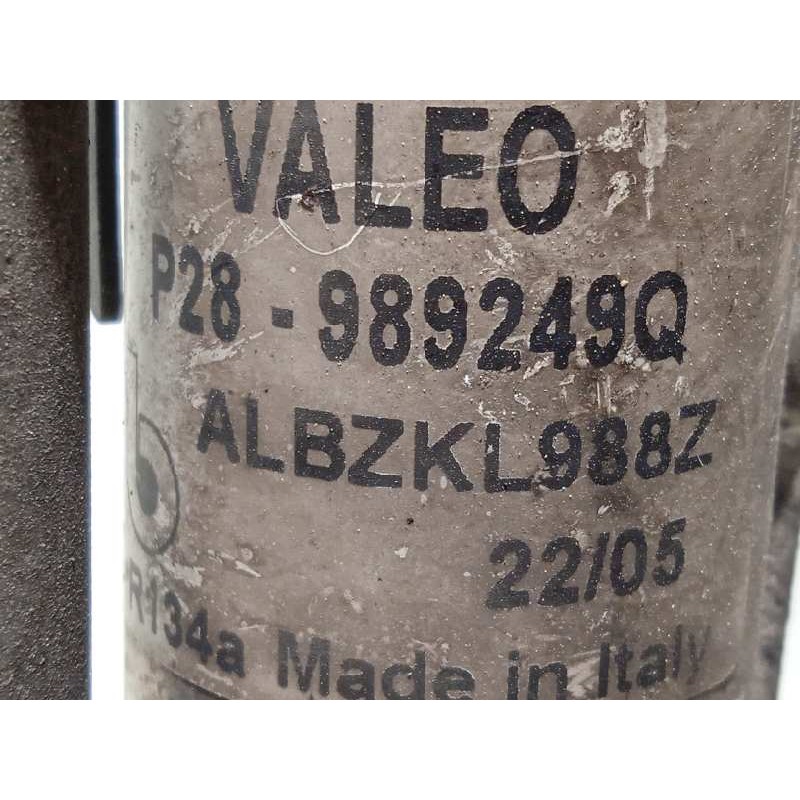 VALEO
P28 - 989249Q
ALBZKL988Z
22/05
R134a Made in Italy